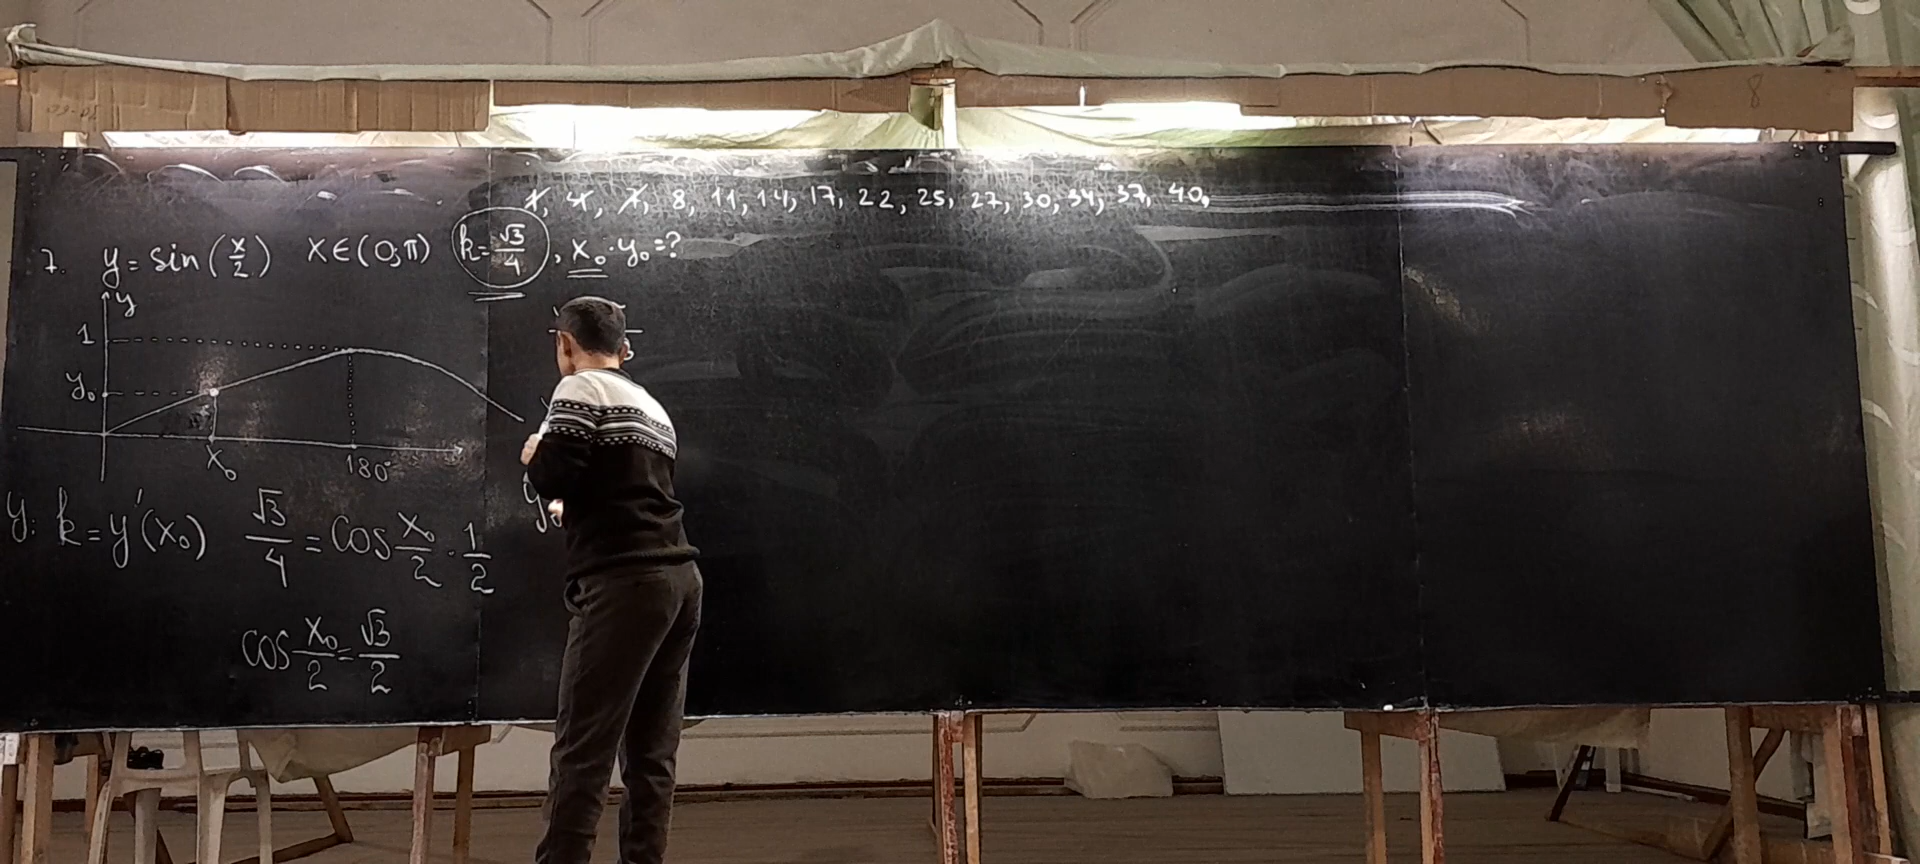 1, 4, 7, 8, 11, 14, 17, 22, 25, 27, 30, 34, 37, 40,
7. y = sin(x/2) x∈(0;π) k=√3/4, x₀·y₀=?
y
1
y₀
x₀ 180°
y: k=y'(x₀) √3/4 = cos x₀/2 · 1/2
cos x₀/2 = √3/2
8